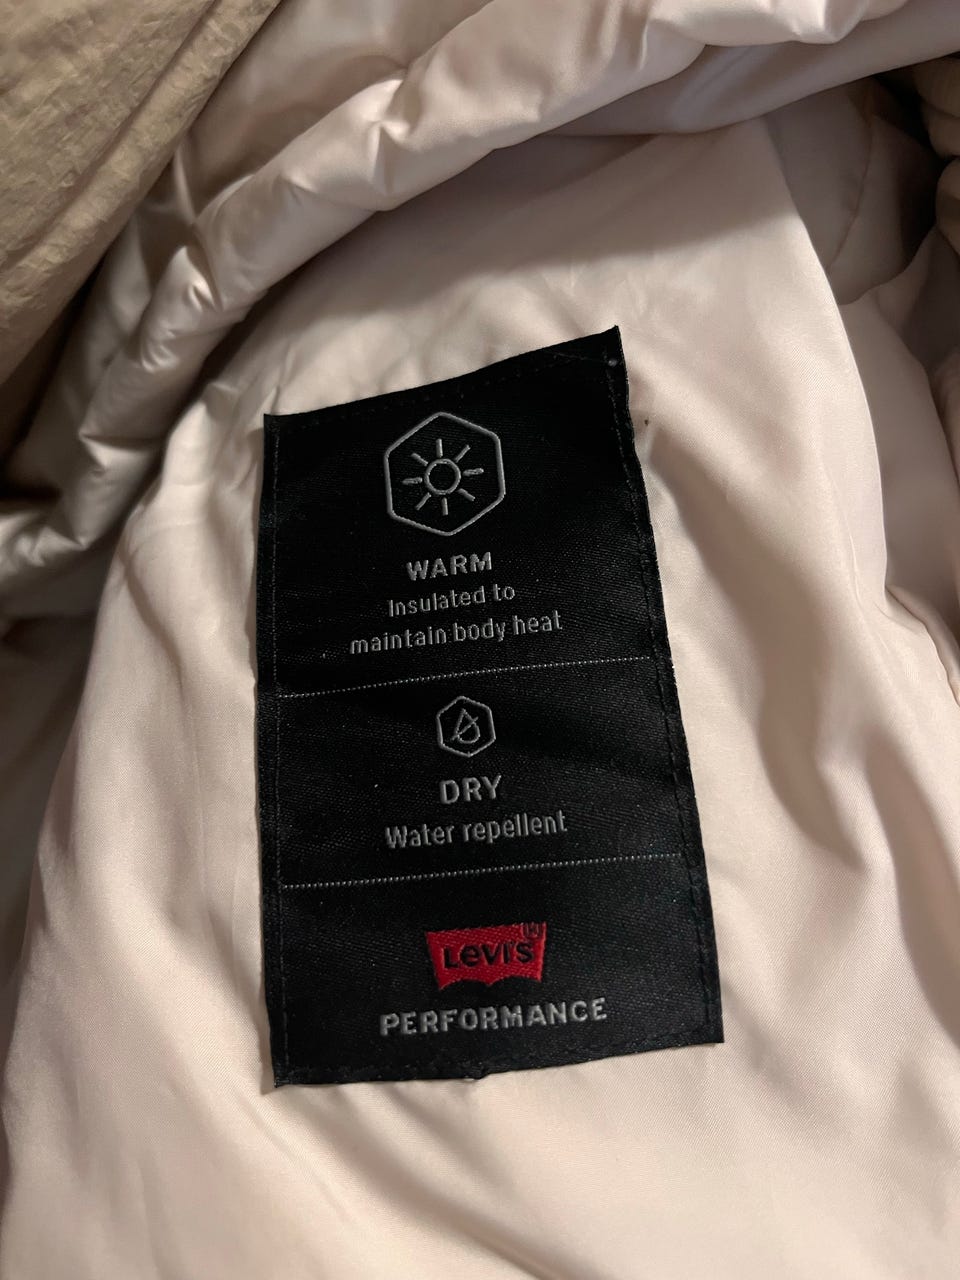 WARM
Insulated to
maintain body heat
DRY
Water repellent
Levi's®
PERFORMANCE